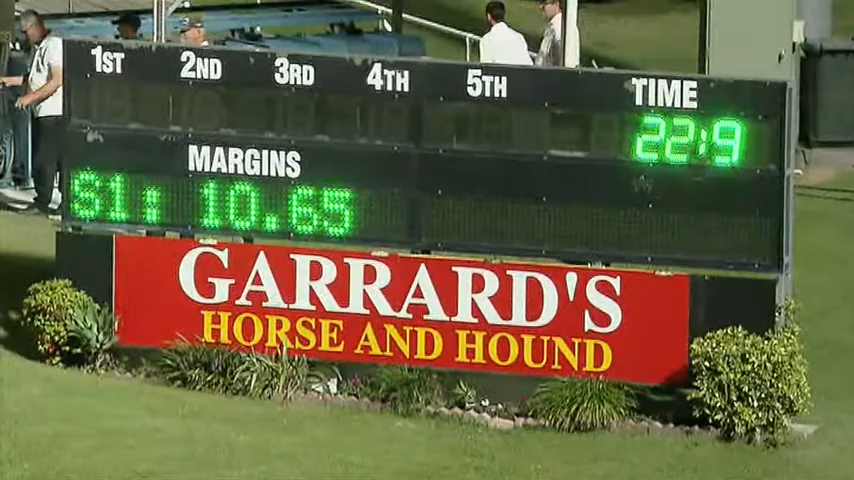 1ST 2ND 3RD 4TH 5TH TIME
22:9
MARGINS
S1: 10.65
GARRARD'S
HORSE AND HOUND